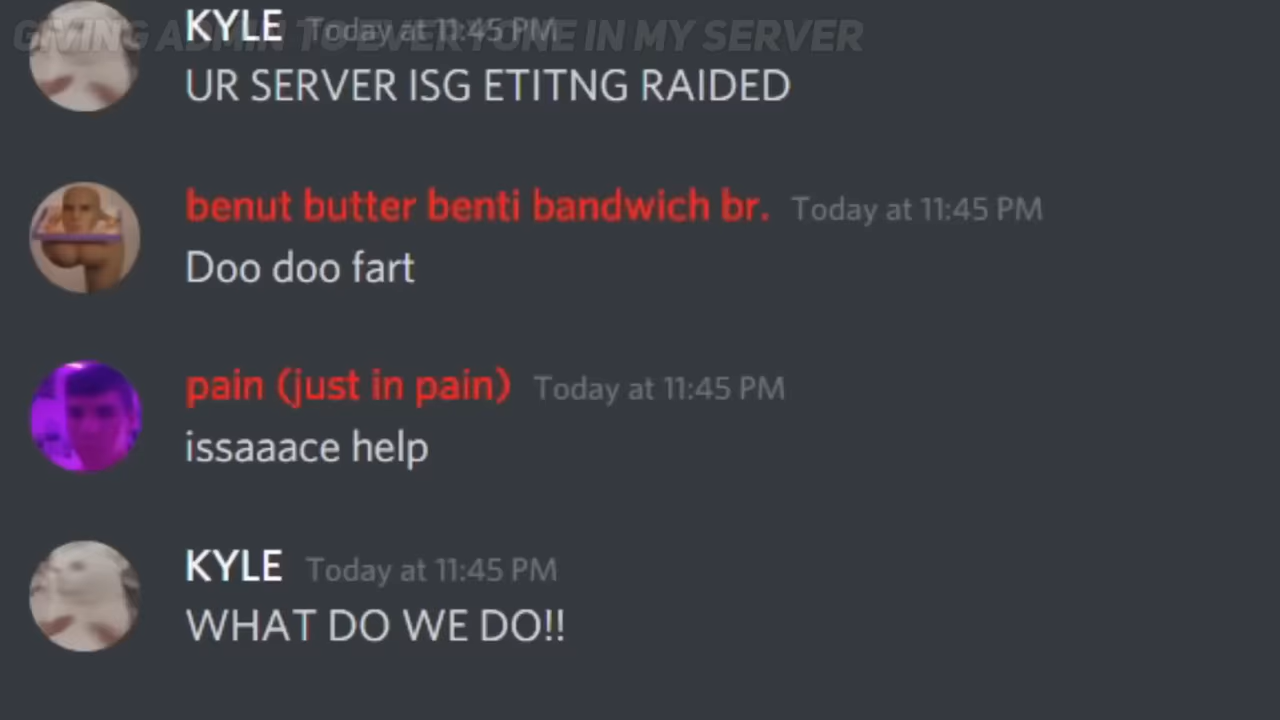 GIVING ADMIN TO EVERYONE IN MY SERVER
KYLE Today at 11:45 PM
UR SERVER ISG ETITNG RAIDED
benut butter benti bandwich br. Today at 11:45 PM
Doo doo fart
pain (just in pain) Today at 11:45 PM
issaaace help
KYLE Today at 11:45 PM
WHAT DO WE DO!!